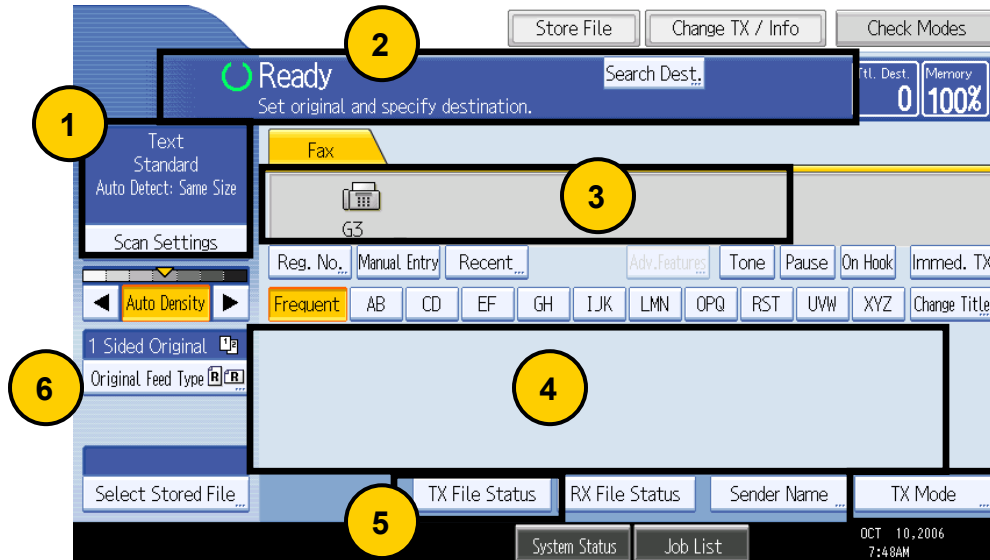 Store File
Change TX / Info
Check Modes
2
Ready
Search Dest.
Set original and specify destination.
Ttl. Dest.
0
Memory
100%
1
Text
Standard
Auto Detect: Same Size
Scan Settings
Fax
3
G3
Reg. No.
Manual Entry
Recent
Adv.Features
Tone
Pause
On Hook
Immed. TX
Auto Density
Frequent
AB
CD
EF
GH
IJK
LMN
OPQ
RST
UVW
XYZ
Change Title
1 Sided Original
Original Feed Type
6
4
Select Stored File
5
TX File Status
RX File Status
Sender Name
TX Mode
System Status
Job List
OCT 10,2006
7:48AM